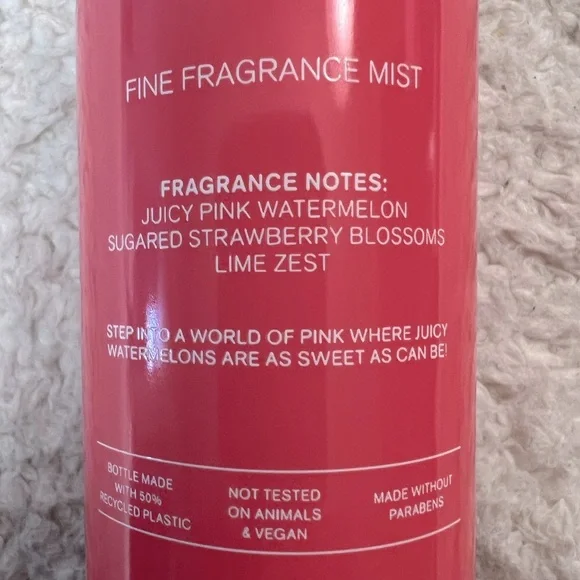 FINE FRAGRANCE MIST
FRAGRANCE NOTES:
JUICY PINK WATERMELON
SUGARED STRAWBERRY BLOSSOMS
LIME ZEST
STEP INTO A WORLD OF PINK WHERE JUICY
WATERMELONS ARE AS SWEET AS CAN BE!
BOTTLE MADE
WITH 50%
RECYCLED PLASTIC
NOT TESTED
ON ANIMALS
& VEGAN
MADE WITHOUT
PARABENS